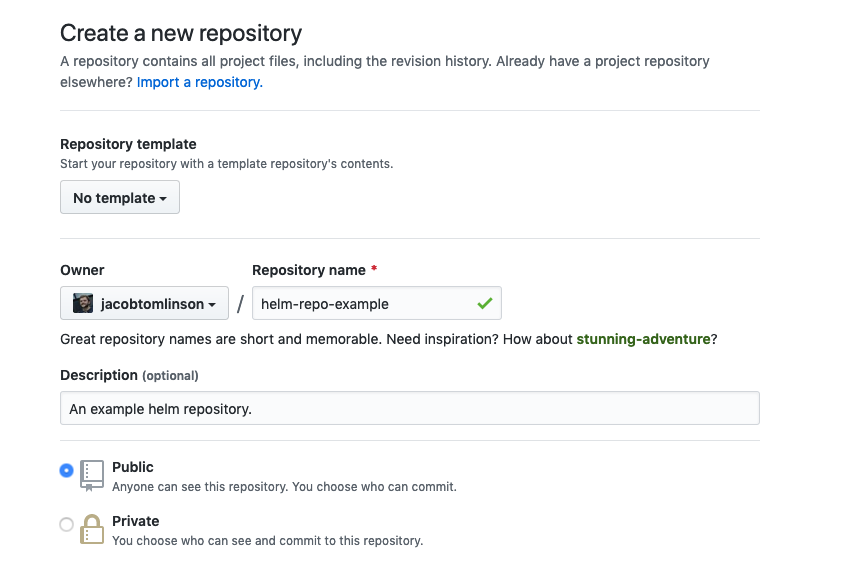 Create a new repository
A repository contains all project files, including the revision history. Already have a project repository
elsewhere? Import a repository.
Repository template
Start your repository with a template repository's contents.
No template
Owner
Repository name *
jacobtomlinson / helm-repo-example
Great repository names are short and memorable. Need inspiration? How about stunning-adventure?
Description (optional)
An example helm repository.
Public
Anyone can see this repository. You choose who can commit.
Private
You choose who can see and commit to this repository.